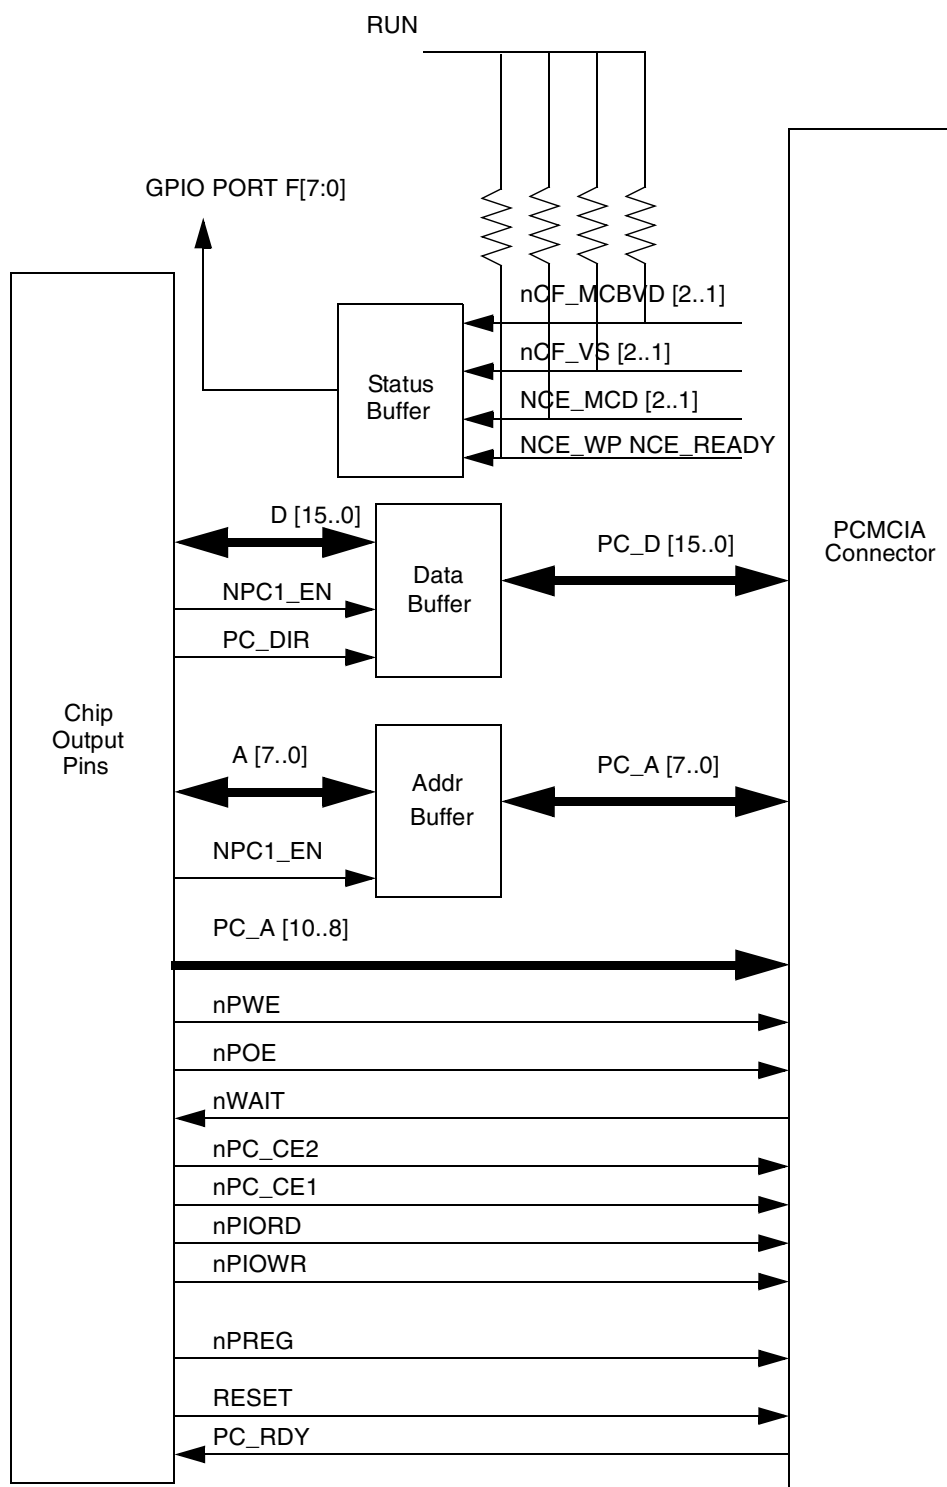 RUN
GPIO PORT F[7:0]
nCF_MCBVD [2..1]
nCF_VS [2..1]
Status
Buffer
NCE_MCD [2..1]
NCE_WP NCE_READY
D [15..0]
PC_D [15..0]
PCMCIA
Connector
Data
Buffer
NPC1_EN
PC_DIR
Chip
Output
Pins
A [7..0]
PC_A [7..0]
Addr
Buffer
NPC1_EN
PC_A [10..8]
nPWE
nPOE
nWAIT
nPC_CE2
nPC_CE1
nPIORD
nPIOWR
nPREG
RESET
PC_RDY